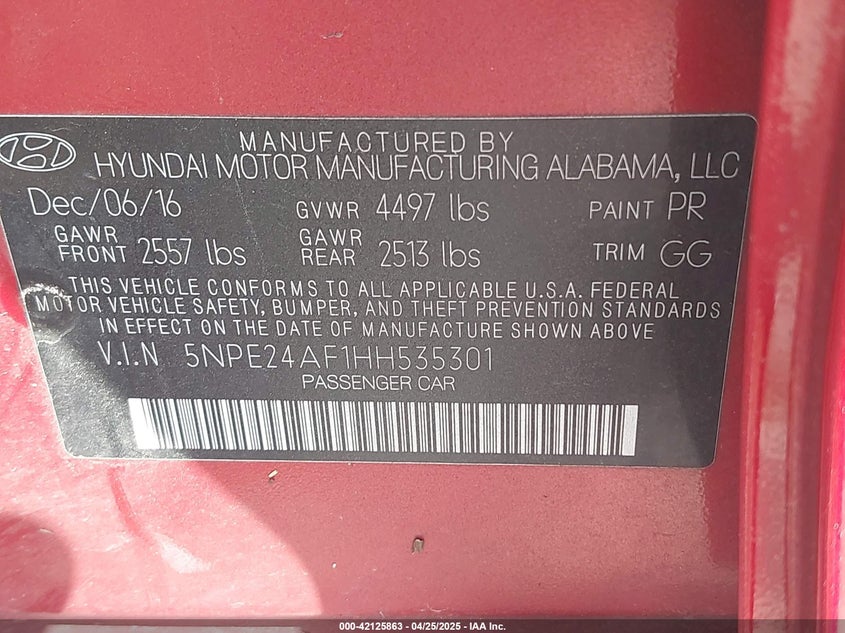 MANUFACTURED BY
HYUNDAI MOTOR MANUFACTURING ALABAMA, LLC
Dec/06/16 GVWR 4497 lbs PAINT PR
GAWR FRONT 2557 lbs GAWR REAR 2513 lbs TRIM GG
THIS VEHICLE CONFORMS TO ALL APPLICABLE U.S.A. FEDERAL
MOTOR VEHICLE SAFETY, BUMPER, AND THEFT PREVENTION STANDARDS
IN EFFECT ON THE DATE OF MANUFACTURE SHOWN ABOVE
V.I.N 5NPE24AF1HH535301
PASSENGER CAR
000-42125863 - 04/25/2025 - IAA Inc.